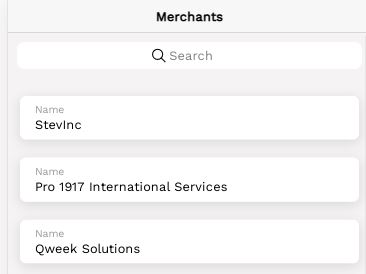 Merchants
Search
Name
StevInc
Name
Pro 1917 International Services
Name
Qweek Solutions